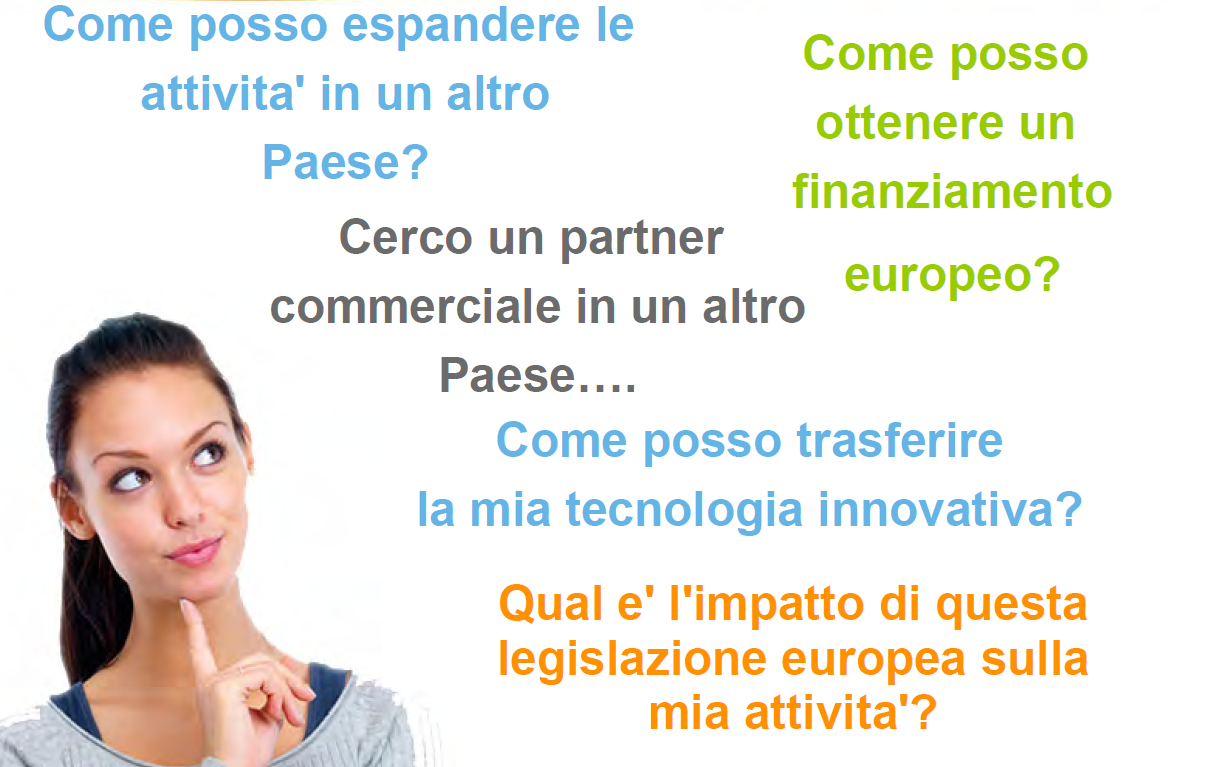 Come posso espandere le
attivita' in un altro
Paese?
Come posso
ottenere un
finanziamento
europeo?
Cerco un partner
commerciale in un altro
Paese….
Come posso trasferire
la mia tecnologia innovativa?
Qual e' l'impatto di questa
legislazione europea sulla
mia attivita'?